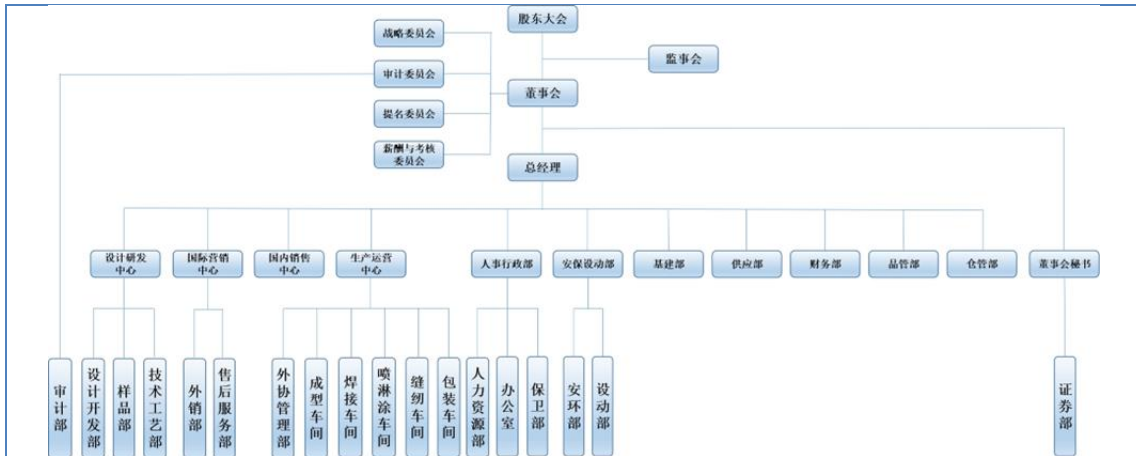 股东大会
战略委员会
监事会
审计委员会
董事会
提名委员会
薪酬与考核
委员会
总经理
设计研发
中心
国际营销
中心
国内销售
中心
生产运营
中心
人事行政部
安保设动部
基建部
供应部
财务部
品管部
仓管部
董事会秘书
审计部
设计开发部
样品部
技术工艺部
外销部
售后服务部
外协管理部
成型车间
焊接车间
喷淋涂车间
缝纫车间
包装车间
人力资源部
办公室
保卫部
安环部
设动部
证券部